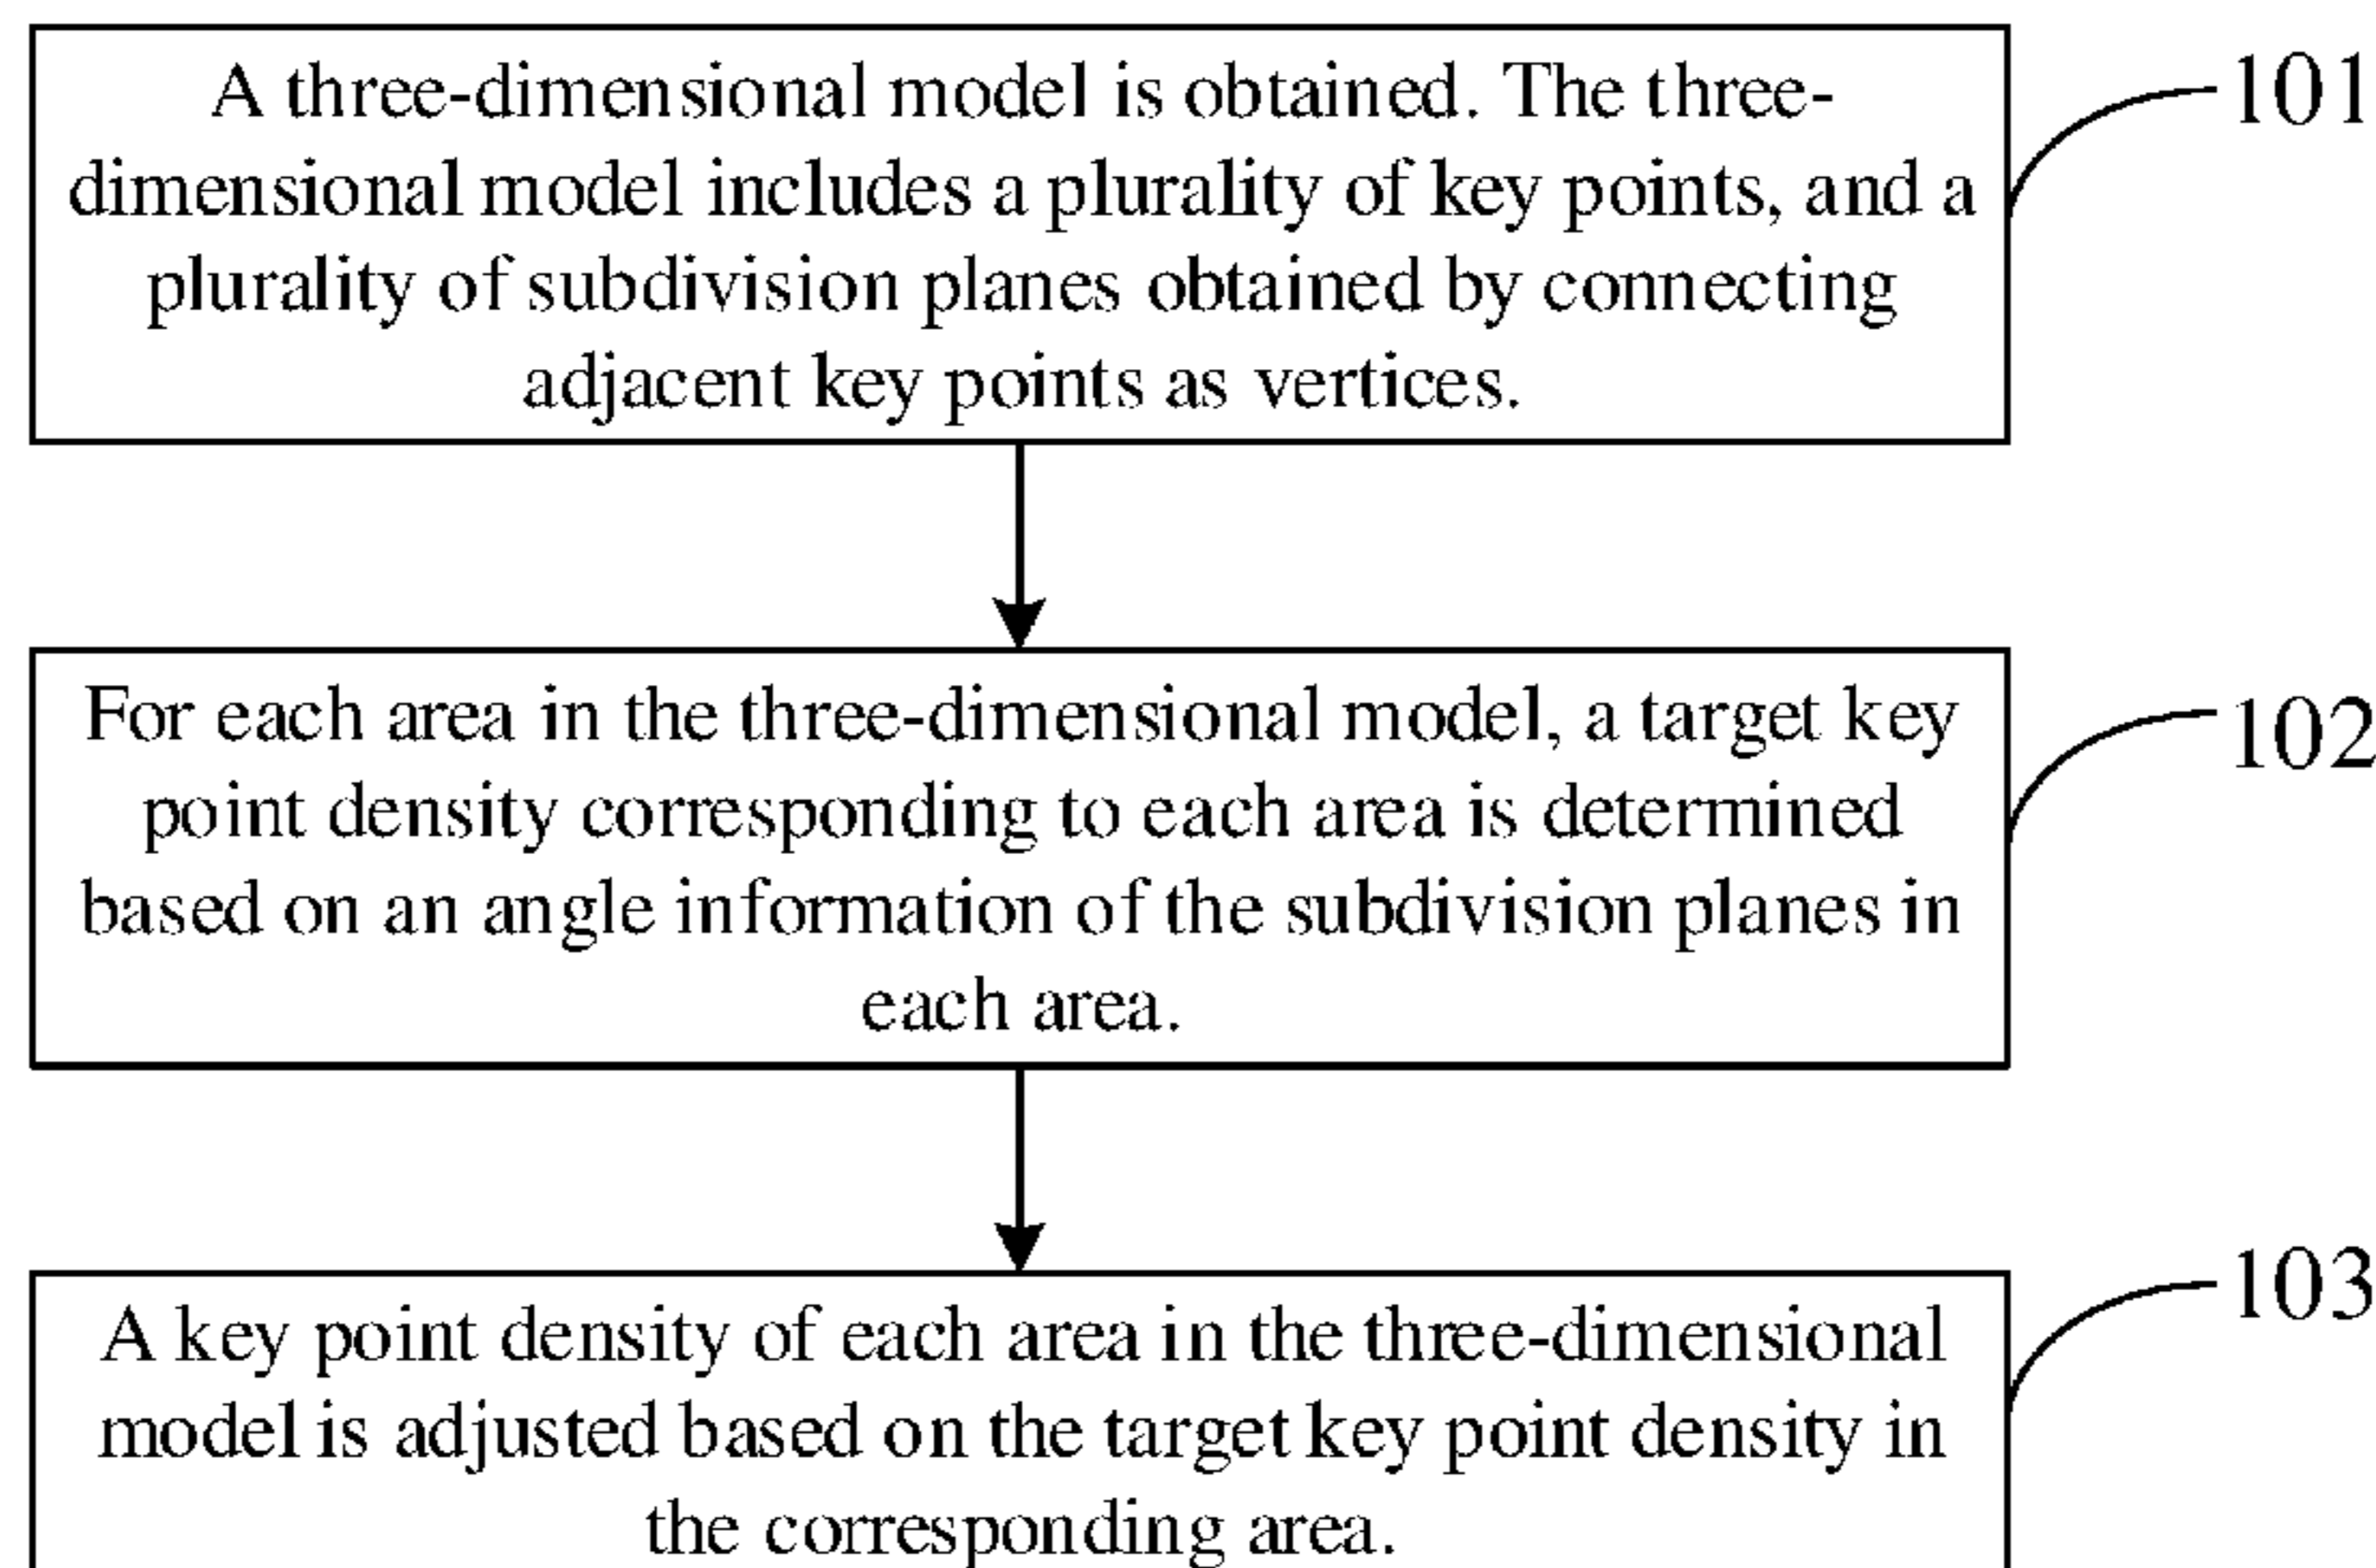 A three-dimensional model is obtained. The three-
dimensional model includes a plurality of key points, and a
plurality of subdivision planes obtained by connecting
adjacent key points as vertices.
101
For each area in the three-dimensional model, a target key
point density corresponding to each area is determined
based on an angle information of the subdivision planes in
each area.
102
A key point density of each area in the three-dimensional
model is adjusted based on the target key point density in
the corresponding area.
103